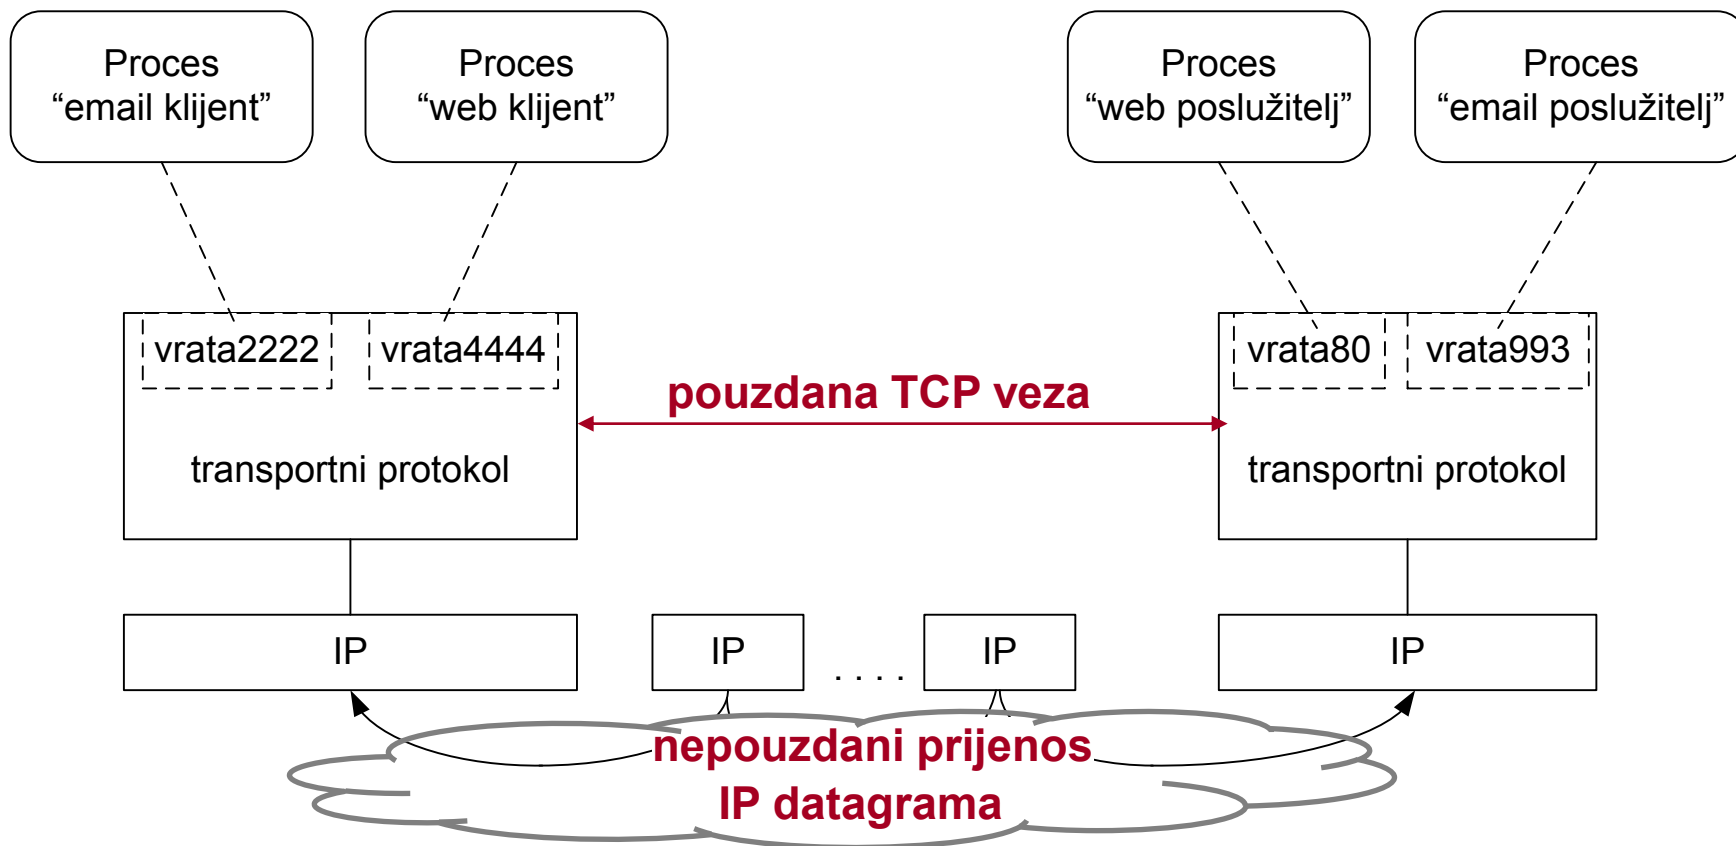 Proces
“email klijent”
Proces
“web klijent”
Proces
“web poslužitelj”
Proces
“email poslužitelj”
vrata2222
vrata4444
vrata80
vrata993
pouzdana TCP veza
transportni protokol
transportni protokol
IP
IP
. . . .
IP
IP
nepouzdani prijenos
IP datagrama